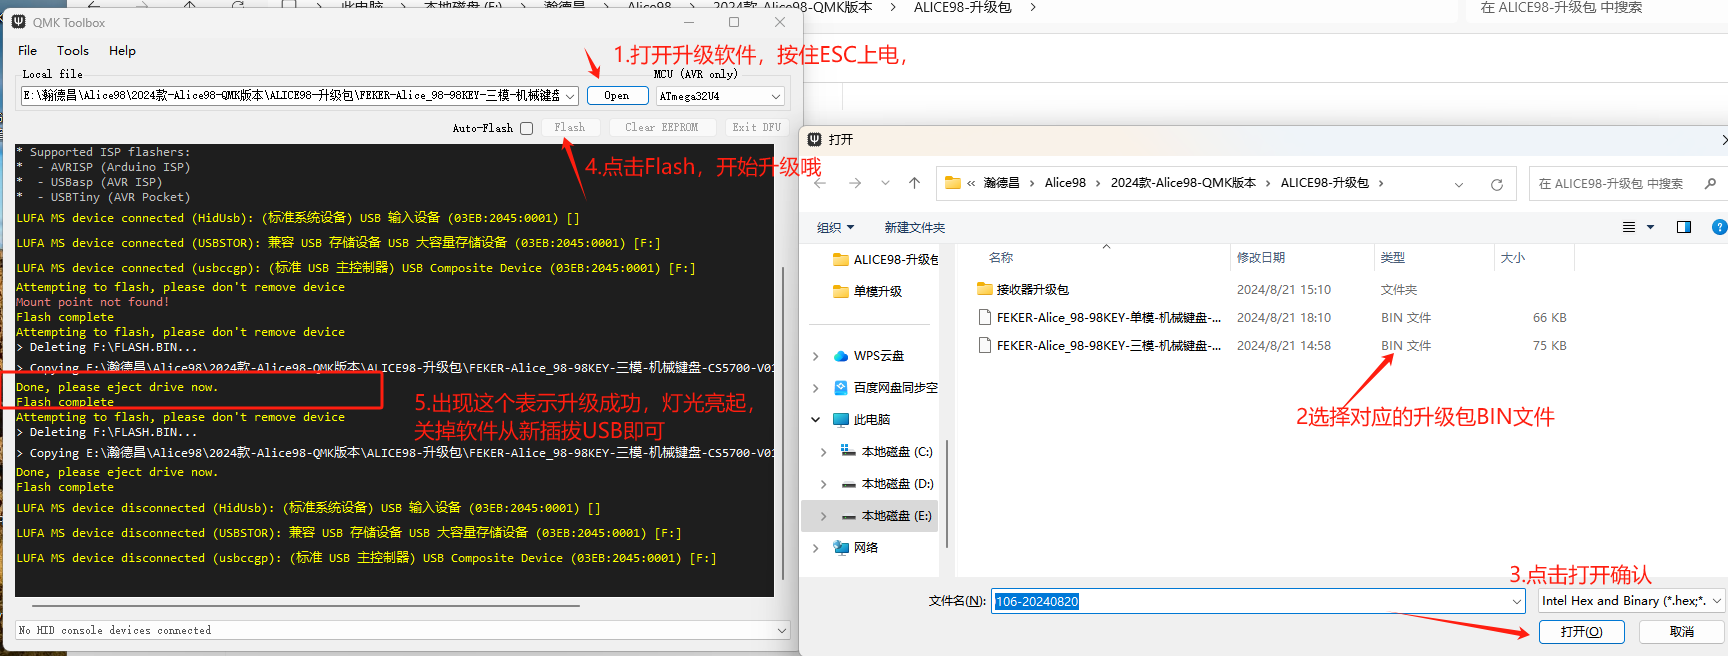 此电脑 > 本地磁盘 (E:) > 瀚德昌 > Alice98 > 2024款-Alice98-QMK版本 > ALICE98-升级包 >
在 ALICE98-升级包 中搜索
QMK Toolbox
File Tools Help
1.打开升级软件，按住ESC上电，
Local file
MCU (AVR only)
E:\瀚德昌\Alice98\2024款-Alice98-QMK版本\ALICE98-升级包\FEKER-Alice_98-98KEY-三模-机械键盘
Open
ATmega32U4
Auto-Flash
Flash
Clear EEPROM
Exit DFU
4.点击Flash，开始升级哦
* Supported ISP flashers:
*  - AVRISP (Arduino ISP)
*  - USBasp (AVR ISP)
*  - USBTiny (AVR Pocket)
LUFA MS device connected (HidUsb): (标准系统设备) USB 输入设备 (03EB:2045:0001) []
LUFA MS device connected (USBSTOR): 兼容 USB 存储设备 USB 大容量存储设备 (03EB:2045:0001) [F:]
LUFA MS device connected (usbccgp): (标准 USB 主控制器) USB Composite Device (03EB:2045:0001) [F:]
Attempting to flash, please don't remove device
Mount point not found!
Flash complete
Attempting to flash, please don't remove device
> Deleting F:\FLASH.BIN...
> Copying E:\瀚德昌\Alice98\2024款-Alice98-QMK版本\ALICE98-升级包\FEKER-Alice_98-98KEY-三模-机械键盘-CS5700-V01
Done, please eject drive now.
Flash complete
5.出现这个表示升级成功，灯光亮起，
关掉软件从新插拔USB即可
Attempting to flash, please don't remove device
> Deleting F:\FLASH.BIN...
> Copying E:\瀚德昌\Alice98\2024款-Alice98-QMK版本\ALICE98-升级包\FEKER-Alice_98-98KEY-三模-机械键盘-CS5700-V01
Done, please eject drive now.
Flash complete
LUFA MS device disconnected (HidUsb): (标准系统设备) USB 输入设备 (03EB:2045:0001) []
LUFA MS device disconnected (USBSTOR): 兼容 USB 存储设备 USB 大容量存储设备 (03EB:2045:0001) [F:]
LUFA MS device disconnected (usbccgp): (标准 USB 主控制器) USB Composite Device (03EB:2045:0001) [F:]
No HID console devices connected
打开
« 瀚德昌 > Alice98 > 2024款-Alice98-QMK版本 > ALICE98-升级包 >
在 ALICE98-升级包 中搜索
组织
新建文件夹
ALICE98-升级包
单模升级
WPS云盘
百度网盘同步空
此电脑
本地磁盘 (C:)
本地磁盘 (D:)
本地磁盘 (E:)
网络
名称 修改日期 类型 大小
接收器升级包 2024/8/21 15:10 文件夹
FEKER-Alice_98-98KEY-单模-机械键盘-... 2024/8/21 18:10 BIN 文件 66 KB
FEKER-Alice_98-98KEY-三模-机械键盘-... 2024/8/21 14:58 BIN 文件 75 KB
2选择对应的升级包BIN文件
3.点击打开确认
文件名(N):
106-20240820
Intel Hex and Binary (*.hex;*.
打开(O)
取消